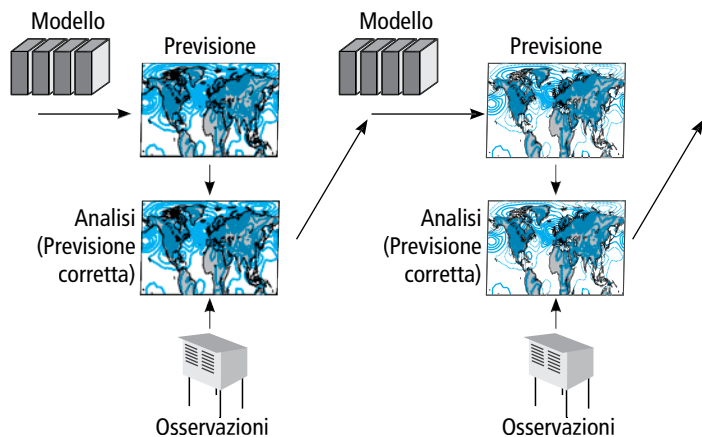 Modello
Previsione
Analisi
(Previsione
corretta)
Osservazioni
Modello
Previsione
Analisi
(Previsione
corretta)
Osservazioni